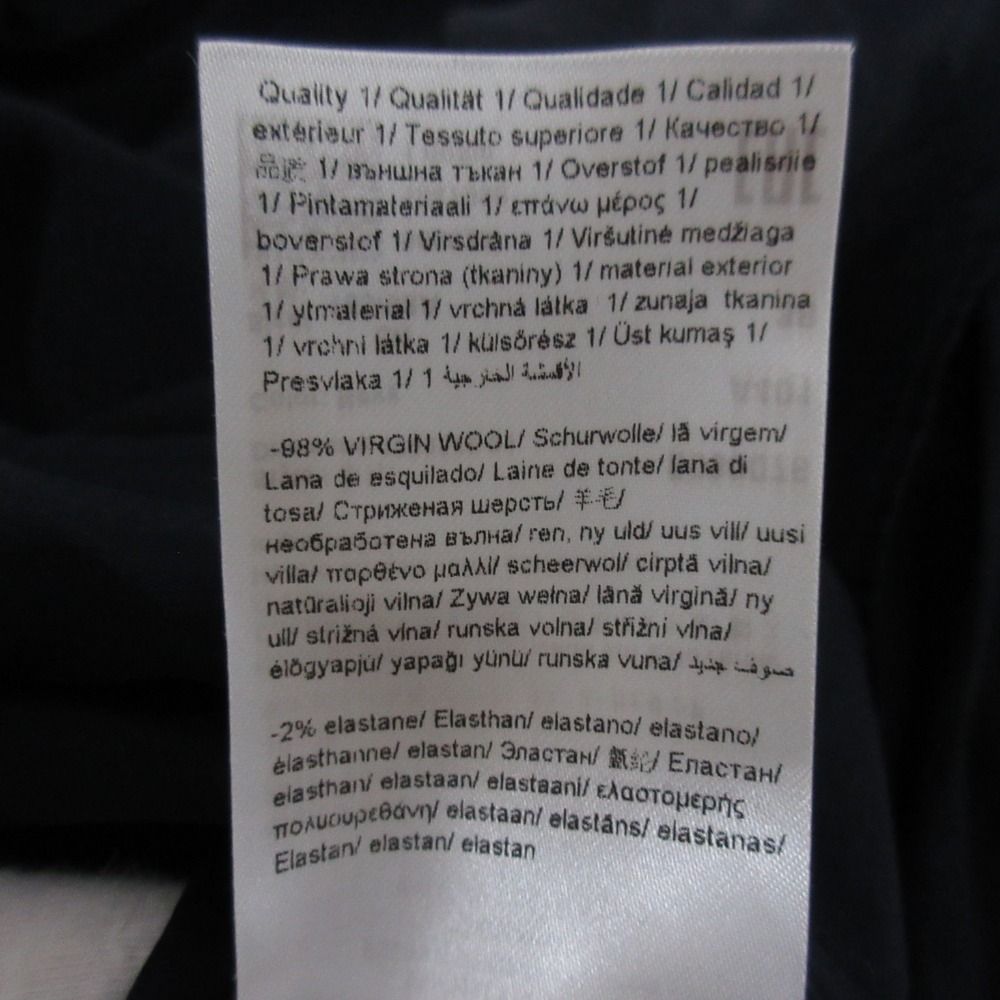 Quality 1/ Qualität 1/ Qualidade 1/ Calidad 1/
extérieur 1/ Tessuto superiore 1/ Качество 1/
品质 1/ външна тъкан 1/ Overstof 1/ pealisriie
1/ Pintamateriaali 1/ επάνω μέρος 1/
bovenstof 1/ Virsdrāna 1/ Viršutinė medžiaga
1/ Prawa strona (tkaniny) 1/ material exterior
1/ ytmaterial 1/ vrchná látka 1/ zunaja tkanina
1/ vrchní látka 1/ külsőrész 1/ Üst kumaş 1/
Presvlaka 1/ 1 الأقمشة الخارجية
-98% VIRGIN WOOL/ Schurwolle/ lã virgem/
Lana de esquilado/ Laine de tonte/ lana di
tosa/ Стриженая шерсть/ 羊毛/
необработена вълна/ ren, ny uld/ uus vill/ uusi
villa/ παρθένο μαλλί/ scheerwol/ cirptā vilna/
natūralioji vilna/ Żywa wełna/ lână virgină/ ny
ull/ strižná vlna/ runska volna/ střižní vlna/
élőgyapjú/ yapağı yünü/ runska vuna/ صوف جديد
-2% elastane/ Elasthan/ elastano/ elastano/
élasthanne/ elastan/ Эластан/ 氨纶/ Еластан/
elasthan/ elastaan/ elastaani/ ελαστομερής
πολυουρεθάνη/ elastaan/ elastāns/ elastanas/
Elastan/ elastan/ elastan